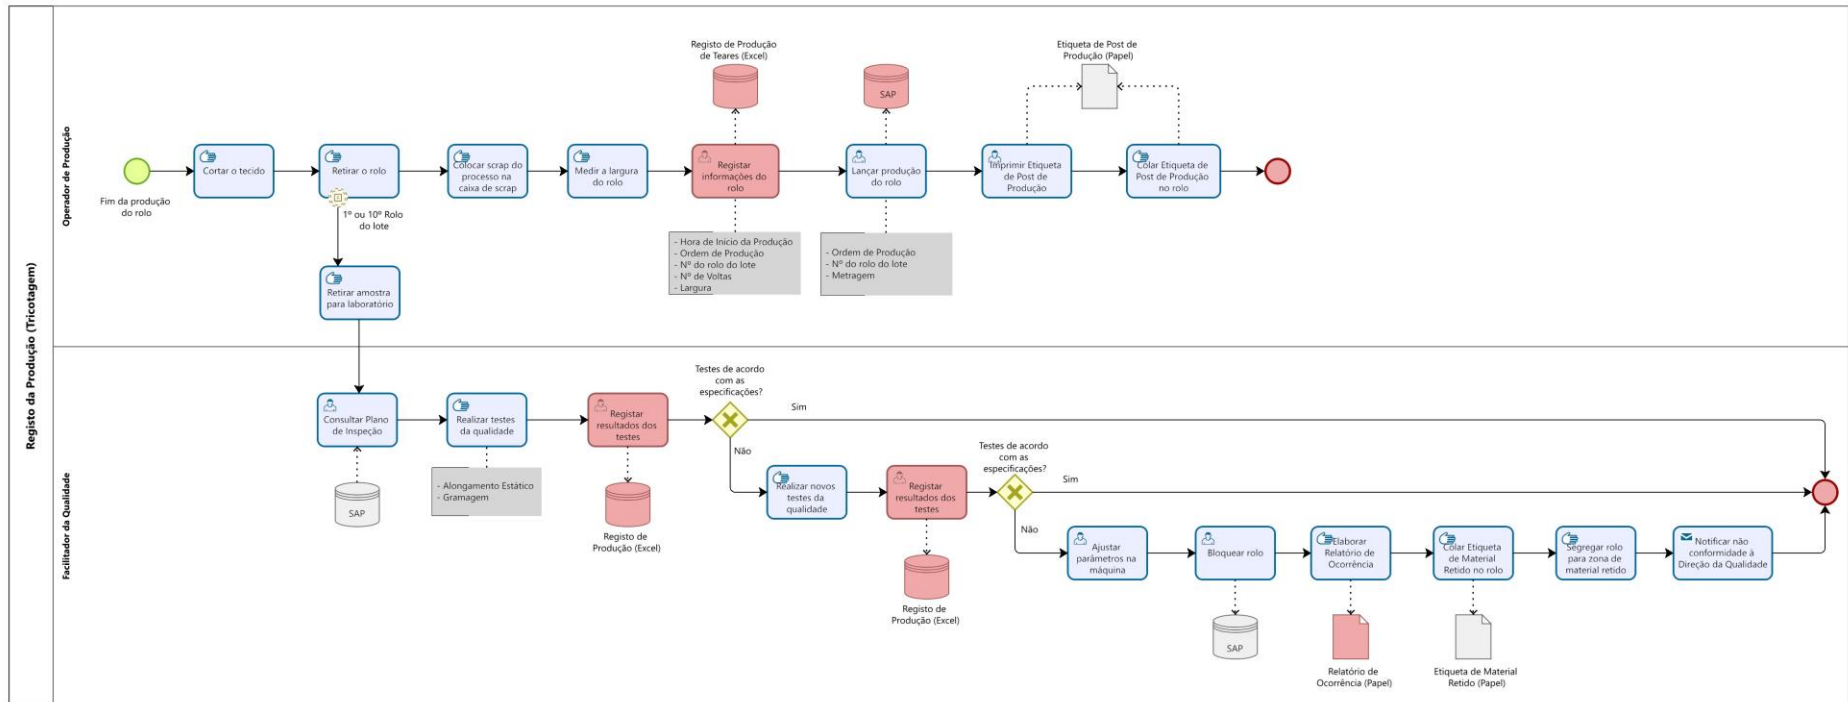 Registo da Produção (Tricotagem)
Operador de Produção
Fim da produção
do rolo
Cortar o tecido
Retirar o rolo
1º ou 10º Rolo
do lote
Retirar amostra
para laboratório
Colocar scrap do
processo na
caixa de scrap
Medir a largura
do rolo
Registo de Produção
de Teares (Excel)
Registar
informações do
rolo
- Hora de Inicio da Produção
- Ordem de Produção
- Nº do rolo do lote
- Nº de Voltas
- Largura
SAP
Lançar produção
do rolo
- Ordem de Produção
- Nº do rolo do lote
- Metragem
Etiqueta de Post de
Produção (Papel)
Imprimir Etiqueta
de Post de
Produção
Colar Etiqueta de
Post de Produção
no rolo
Facilitador da Qualidade
Consultar Plano
de Inspeção
SAP
Realizar testes
da qualidade
- Alongamento Estático
- Gramagem
Registar
resultados dos
testes
Registo de
Produção (Excel)
Testes de acordo
com as
especificações?
Sim
Não
Realizar novos
testes da
qualidade
Registar
resultados dos
testes
Registo de
Produção (Excel)
Testes de acordo
com as
especificações?
Sim
Não
Ajustar
parâmetros na
máquina
Bloquear rolo
SAP
Elaborar
Relatório de
Ocorrência
Relatório de
Ocorrência (Papel)
Colar Etiqueta
de Material
Retido no rolo
Etiqueta de Material
Retido (Papel)
Segregar rolo
para zona de
material retido
Notificar não
conformidade à
Direção da Qualidade